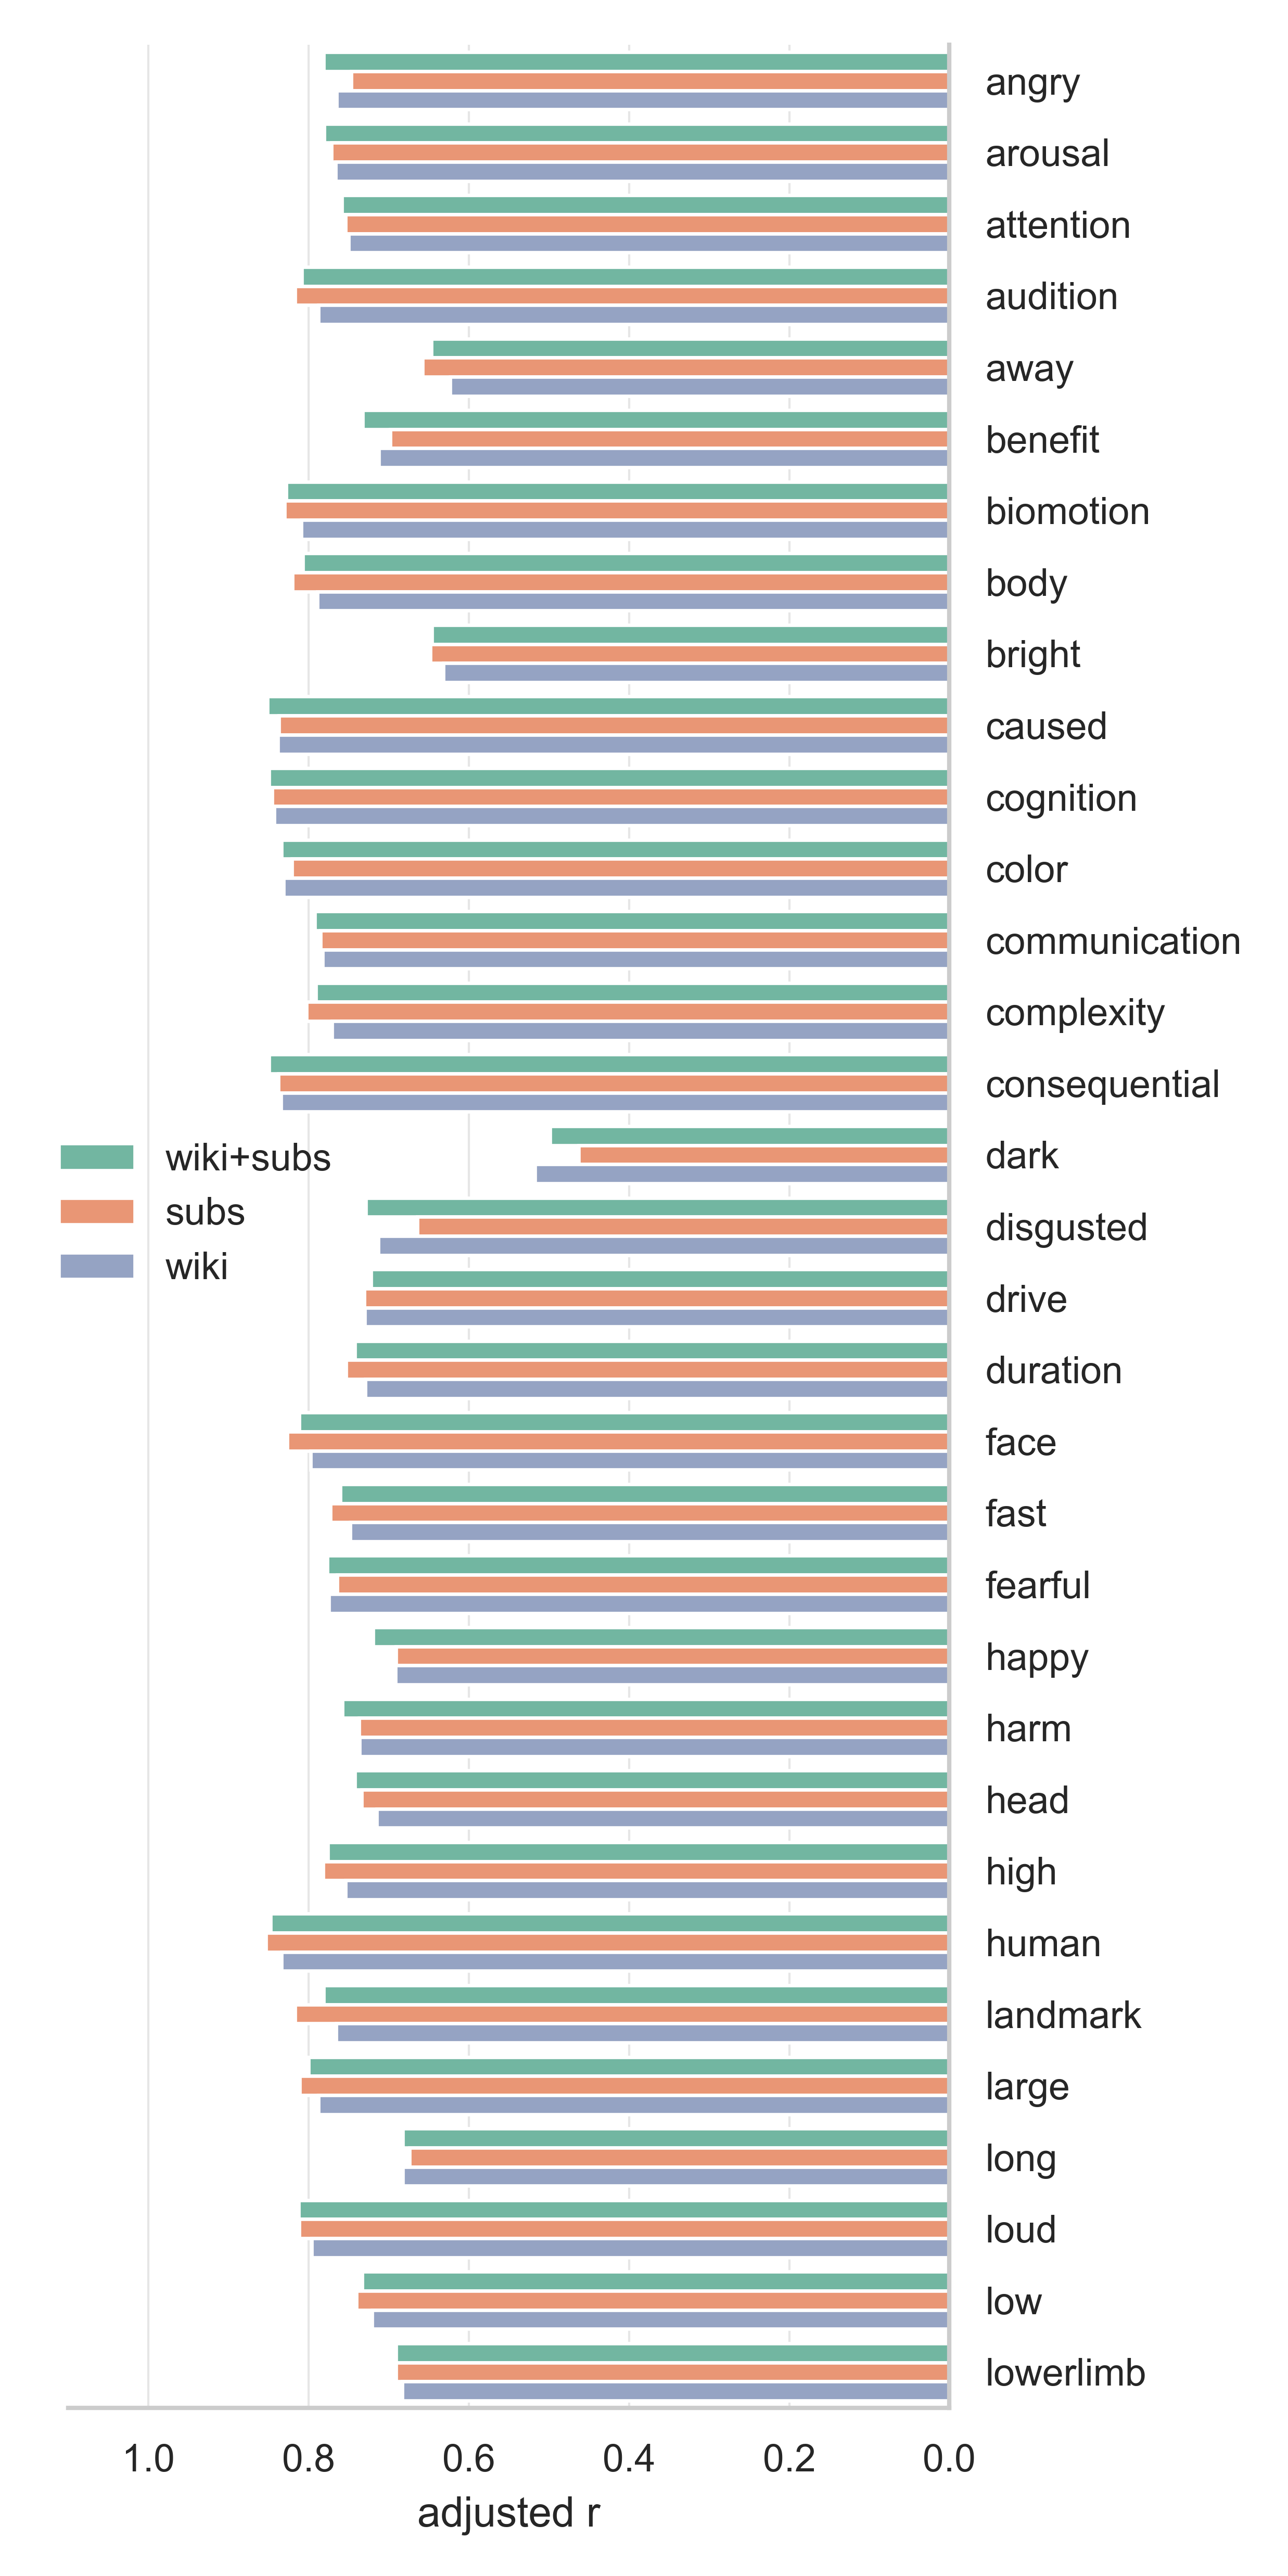 angry
arousal
attention
audition
away
benefit
biomotion
body
bright
caused
cognition
color
communication
complexity
consequential
dark
disgusted
drive
duration
face
fast
fearful
happy
harm
head
high
human
landmark
large
long
loud
low
lowerlimb
wiki+subs
subs
wiki
1.0 0.8 0.6 0.4 0.2 0.0
adjusted r